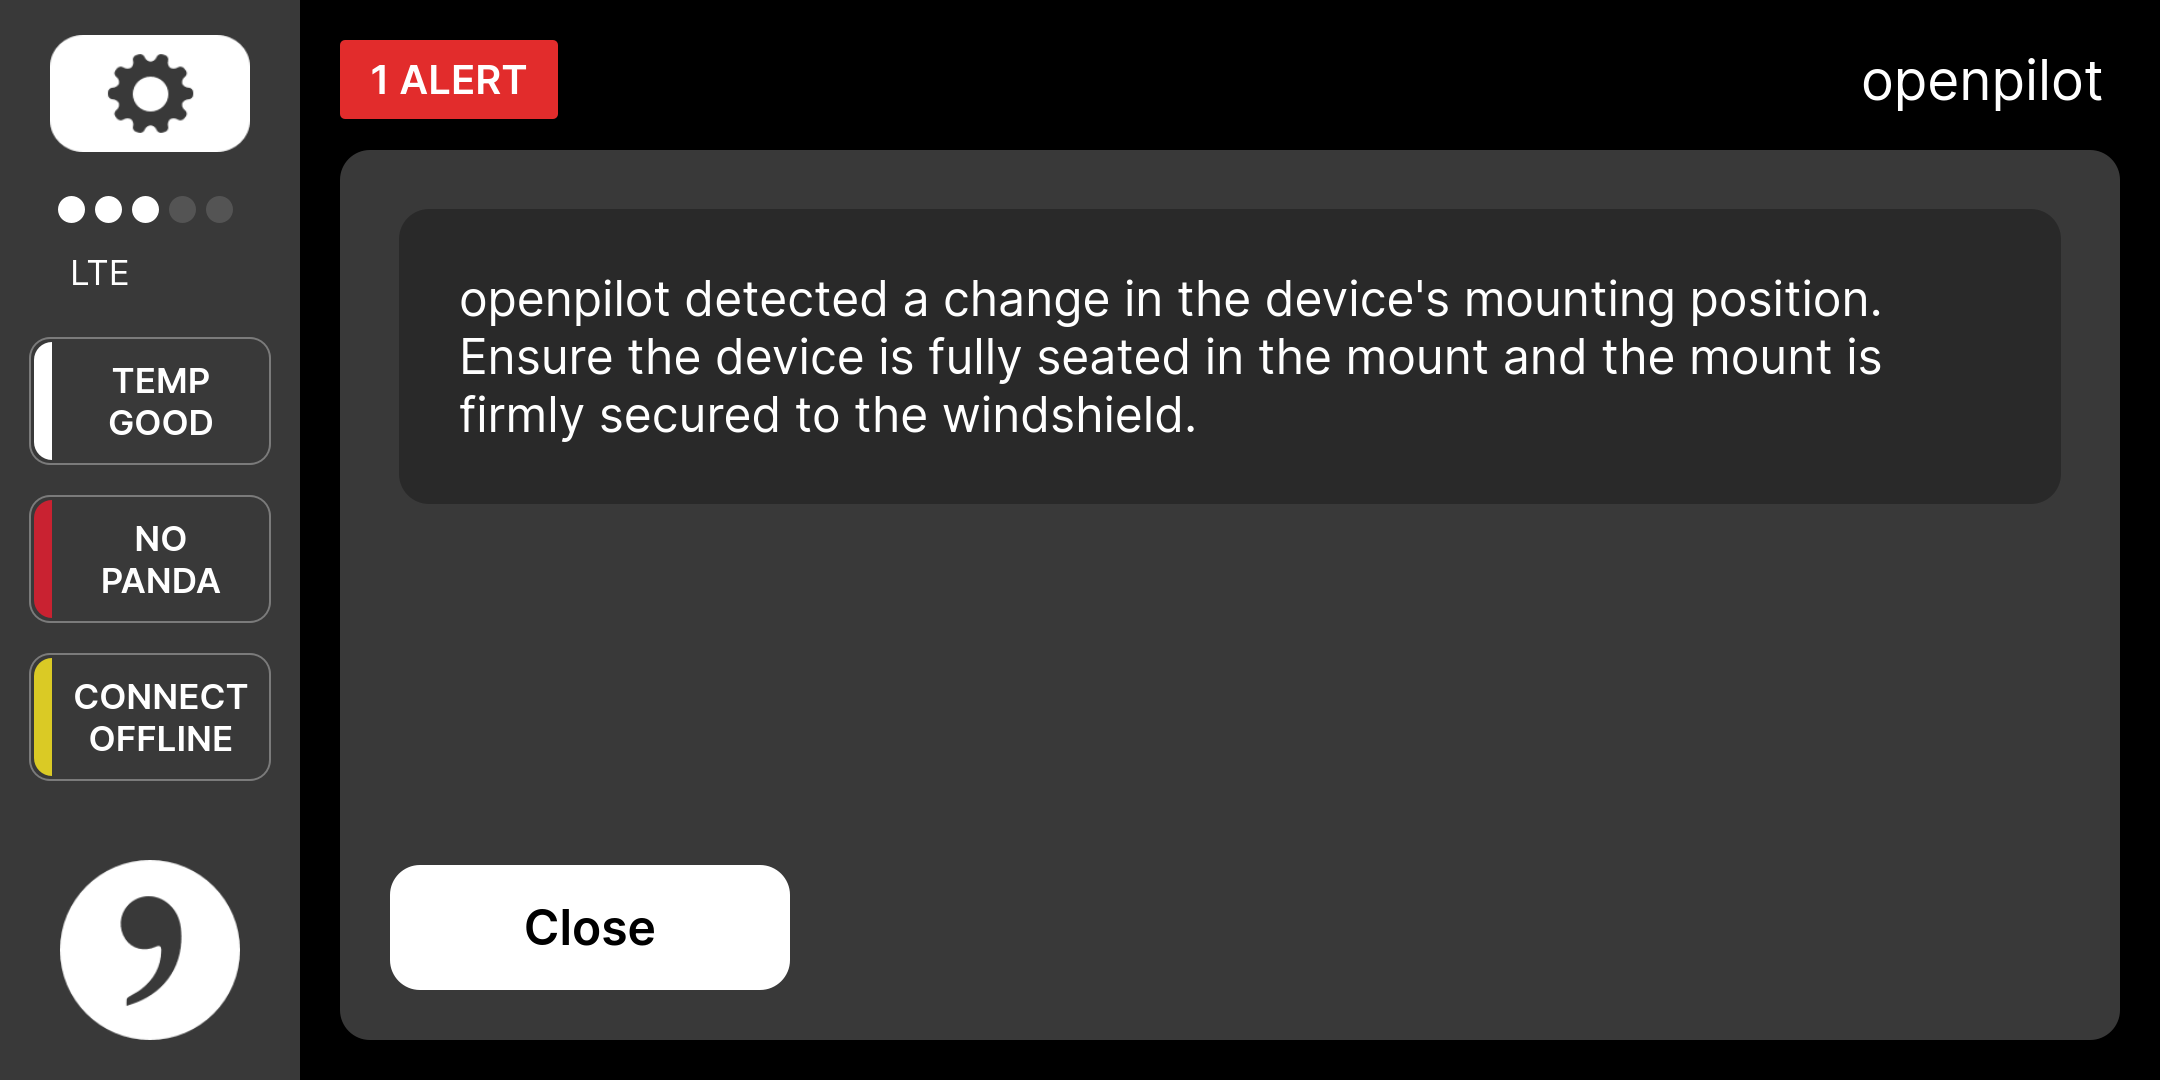 1 ALERT
openpilot
LTE
TEMP
GOOD
NO
PANDA
CONNECT
OFFLINE
openpilot detected a change in the device's mounting position.
Ensure the device is fully seated in the mount and the mount is
firmly secured to the windshield.
Close